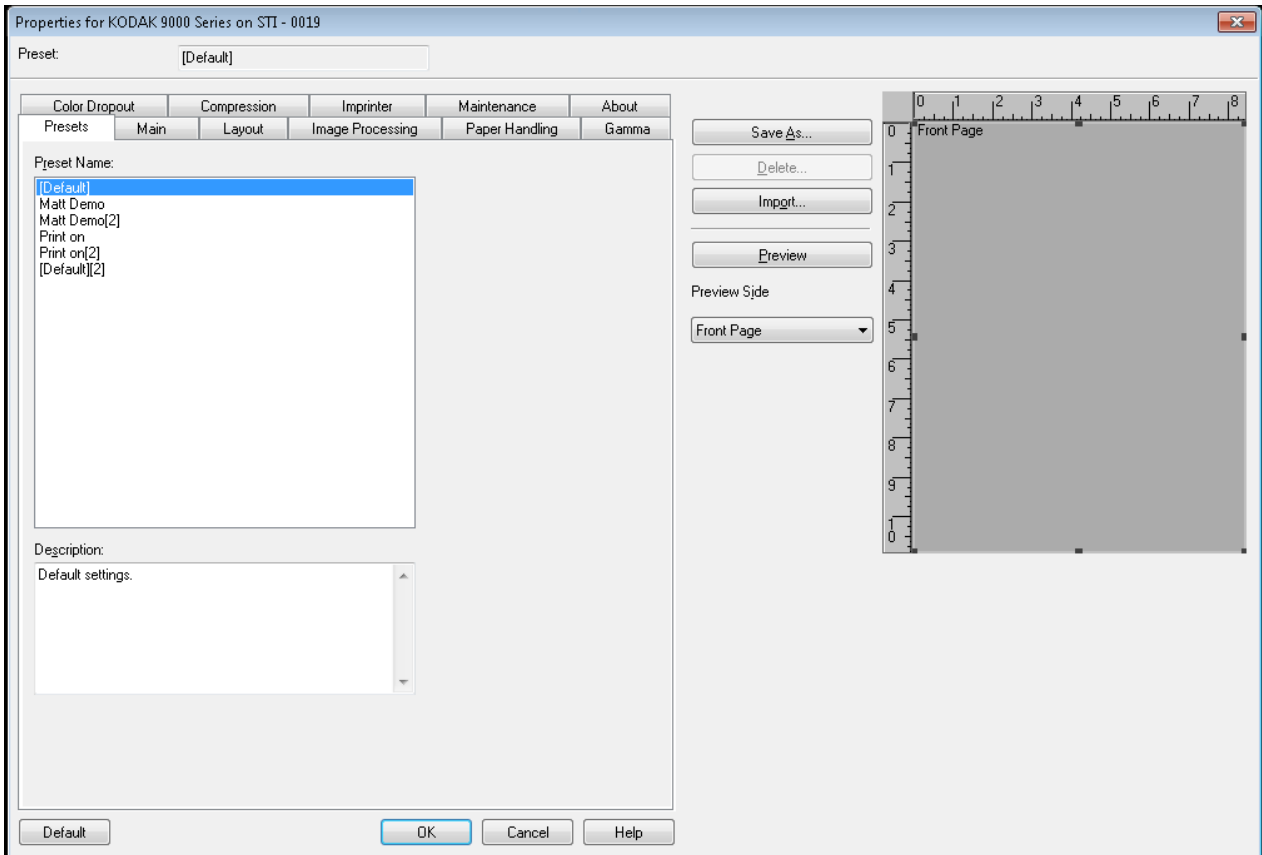 Properties for KODAK 9000 Series on STI - 0019
Preset: [Default]
Color Dropout Compression Imprinter Maintenance About
Presets Main Layout Image Processing Paper Handling Gamma
Preset Name:
[Default]
Matt Demo
Matt Demo[2]
Print on
Print on[2]
[Default][2]
Description:
Default settings.
Default OK Cancel Help
Save As...
Delete...
Import...
Preview
Preview Side
Front Page
0 1 2 3 4 5 6 7 8
Front Page
0
1
2
3
4
5
6
7
8
9
10